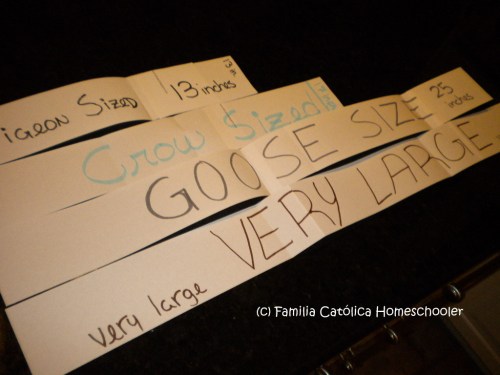 igeon Sized 13 inches
Crow Sized
GOOSE SIZE 25 inches
VERY LARGE
very large
(c) Familia Católica Homeschooler